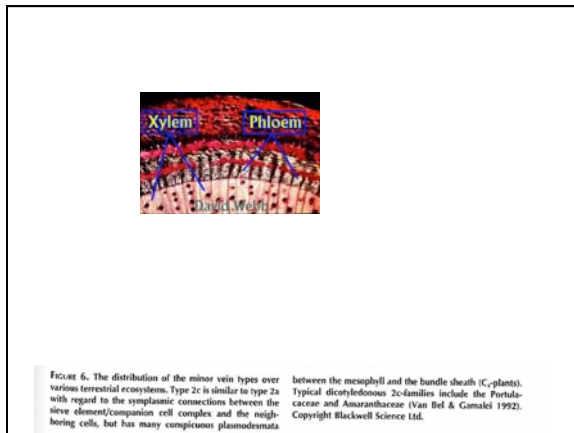 Xylem
Phloem
David Webb
FIGURE 6. The distribution of the minor vein types over
various terrestrial ecosystems. Type 2c is similar to type 2a
with regard to the symplasmic connections between the
sieve element/companion cell complex and the neigh-
boring cells, but has many conspicuous plasmodesmata
between the mesophyll and the bundle sheath (C₄-plants).
Typical dicotyledonous 2c-families include the Portula-
caceae and Amaranthaceae (Van Bel & Gamalei 1992).
Copyright Blackwell Science Ltd.